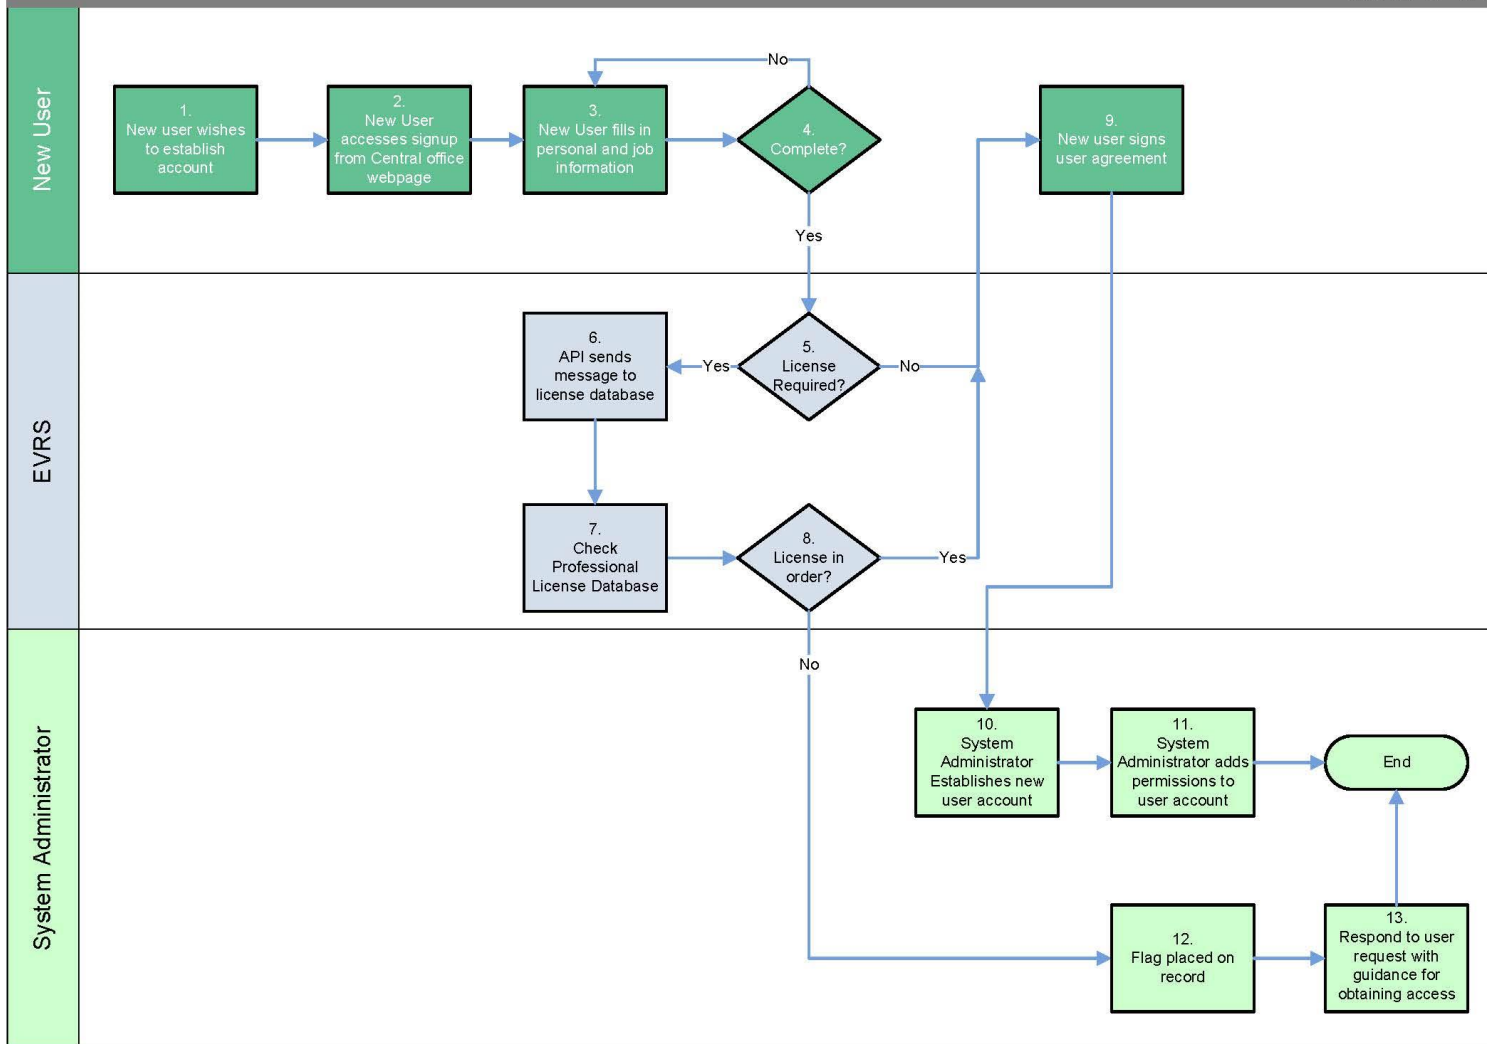 New User
1.
New user wishes
to establish
account
2.
New User
accesses signup
from Central office
webpage
3.
New User fills in
personal and job
information
No
4.
Complete?
Yes
9.
New user signs
user agreement
EVRS
6.
API sends
message to
license database
Yes
5.
License
Required?
No
7.
Check
Professional
License Database
8.
License in
order?
Yes
No
System Administrator
10.
System
Administrator
Establishes new
user account
11.
System
Administrator adds
permissions to
user account
End
12.
Flag placed on
record
13.
Respond to user
request with
guidance for
obtaining access